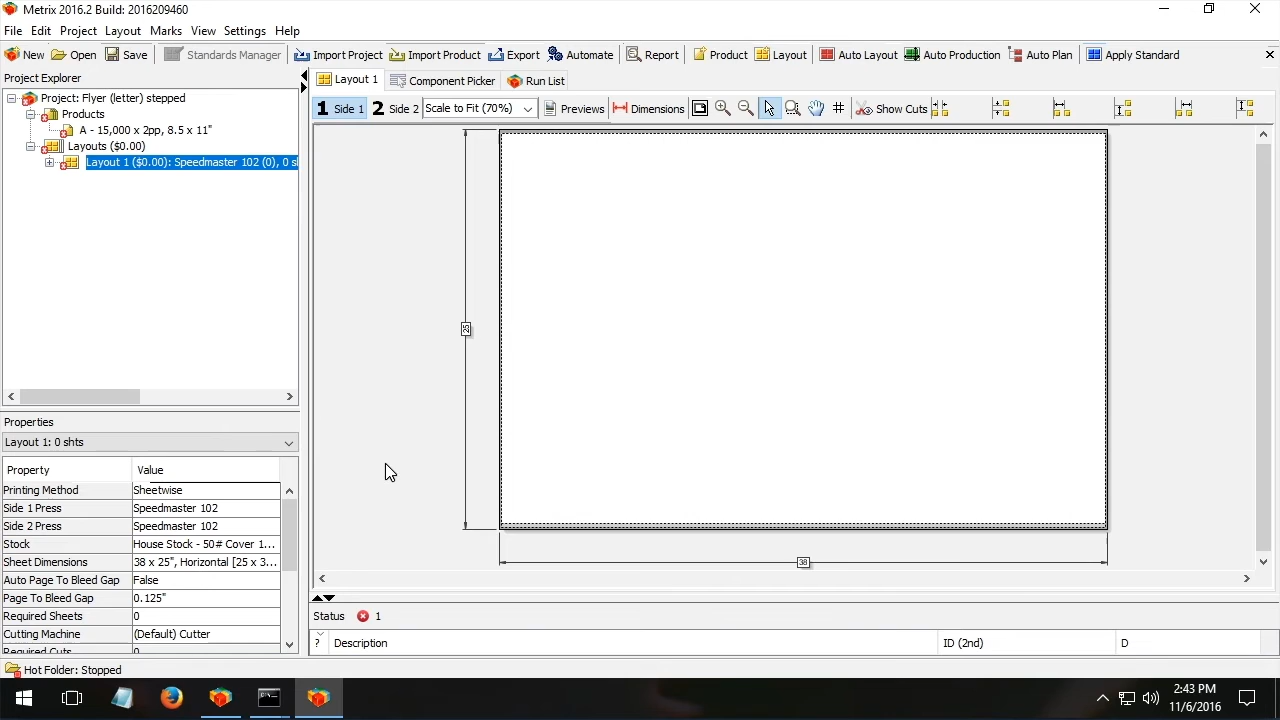 Metrix 2016.2 Build: 2016209460
File Edit Project Layout Marks View Settings Help
New Open Save Standards Manager Import Project Import Product Export Automate Report Product Layout Auto Layout Auto Production Auto Plan Apply Standard
Project Explorer
Layout 1 Component Picker Run List
Project: Flyer (letter) stepped
Products
A - 15,000 x 2pp, 8.5 x 11"
Layouts ($0.00)
Layout 1 ($0.00): Speedmaster 102 (0), 0 sl
1 Side 1 2 Side 2 Scale to Fit (70%) Previews Dimensions Show Cuts
25
38
Properties
Layout 1: 0 shts
Property Value
Printing Method Sheetwise
Side 1 Press Speedmaster 102
Side 2 Press Speedmaster 102
Stock House Stock - 50# Cover 1...
Sheet Dimensions 38 x 25", Horizontal [25 x 3...
Auto Page To Bleed Gap False
Page To Bleed Gap 0.125"
Required Sheets 0
Cutting Machine (Default) Cutter
Required Cuts 0
Status 1
? Description ID (2nd) D
Hot Folder: Stopped
2:43 PM
11/6/2016